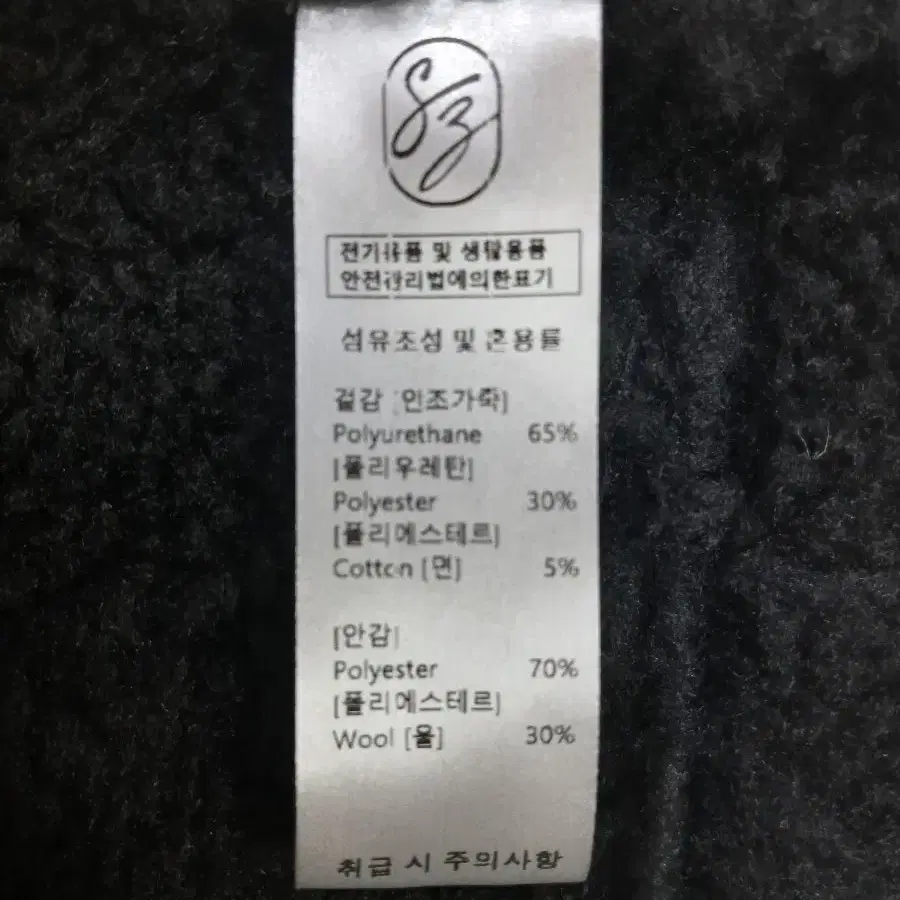 전기용품 및 생활용품
안전관리법에의한표기
섬유조성 및 혼용률
겉감 [인조가죽]
Polyurethane 65%
[폴리우레탄]
Polyester 30%
[폴리에스테르]
Cotton [면] 5%
[안감]
Polyester 70%
[폴리에스테르]
Wool [울] 30%
취급 시 주의사항